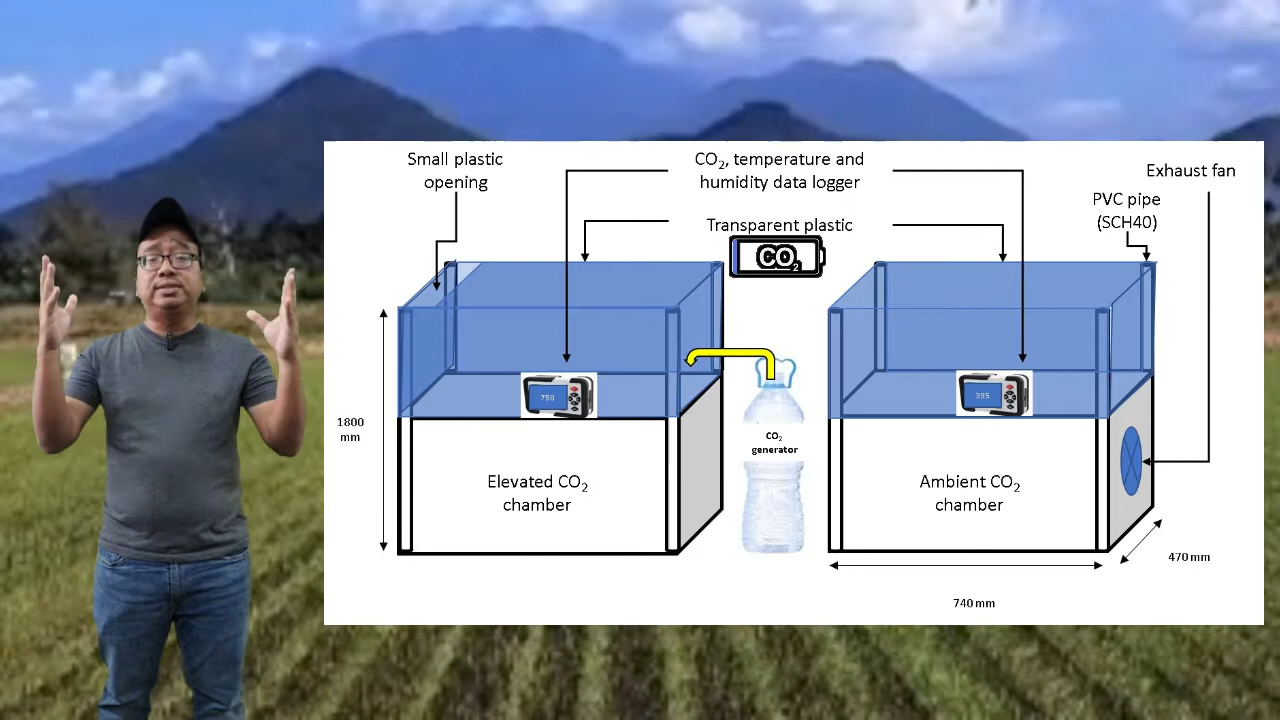 Small plastic
opening
CO₂, temperature and
humidity data logger
Exhaust fan
PVC pipe
(SCH40)
Transparent plastic
CO₂
750
395
1800
mm
CO₂
generator
Elevated CO₂
chamber
Ambient CO₂
chamber
470 mm
740 mm